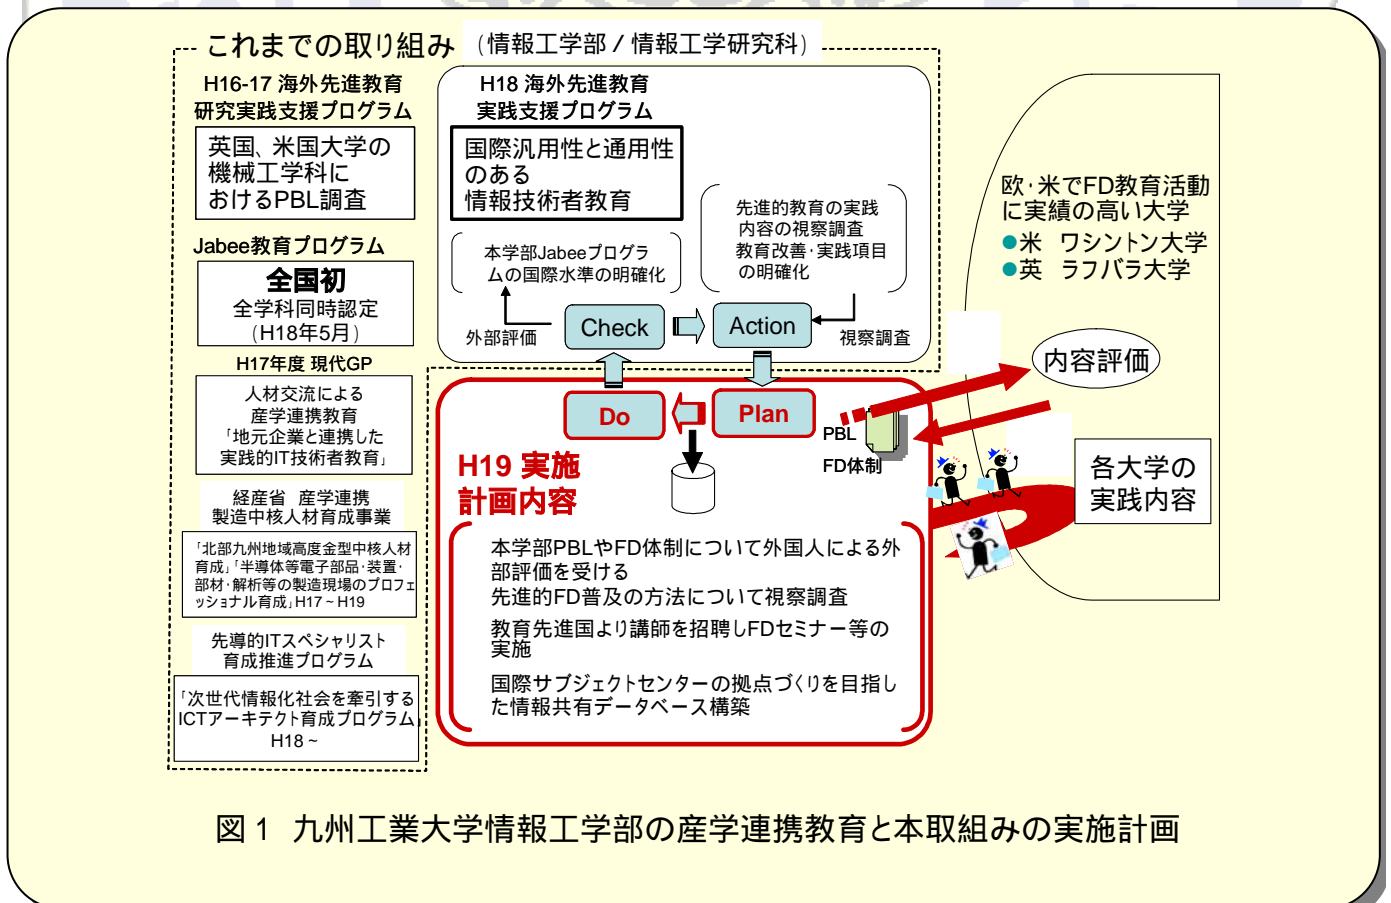 これまでの取り組み (情報工学部 / 情報工学研究科)
H16-17 海外先進教育
研究実践支援プログラム
英国、米国大学の
機械工学科に
おけるPBL調査
Jabee教育プログラム
全国初
全学科同時認定
(H18年5月)
H17年度 現代GP
人材交流による
産学連携教育
「地元企業と連携した
実践的IT技術者教育」
経産省 産学連携
製造中核人材育成事業
「北部九州地域高度金型中核人材
育成」「半導体等電子部品・装置・
部材・解析等の製造現場のプロフェ
ッショナル育成」H17~H19
先導的ITスペシャリスト
育成推進プログラム
「次世代情報化社会を牽引する
ICTアーキテクト育成プログラム」
H18~
H18 海外先進教育
実践支援プログラム
国際汎用性と通用性
のある
情報技術者教育
本学部Jabeeプログラ
ムの国際水準の明確化
先進的教育の実践
内容の視察調査
教育改善・実践項目
の明確化
外部評価
Check
Action
視察調査
Do
Plan
PBL
FD体制
H19 実施
計画内容
本学部PBLやFD体制について外国人による外
部評価を受ける
先進的FD普及の方法について視察調査
教育先進国より講師を招聘しFDセミナー等の
実施
国際サブジェクトセンターの拠点づくりを目指し
た情報共有データベース構築
欧・米でFD教育活動
に実績の高い大学
●米 ワシントン大学
●英 ラフバラ大学
内容評価
各大学の
実践内容
図1 九州工業大学情報工学部の産学連携教育と本取組みの実施計画